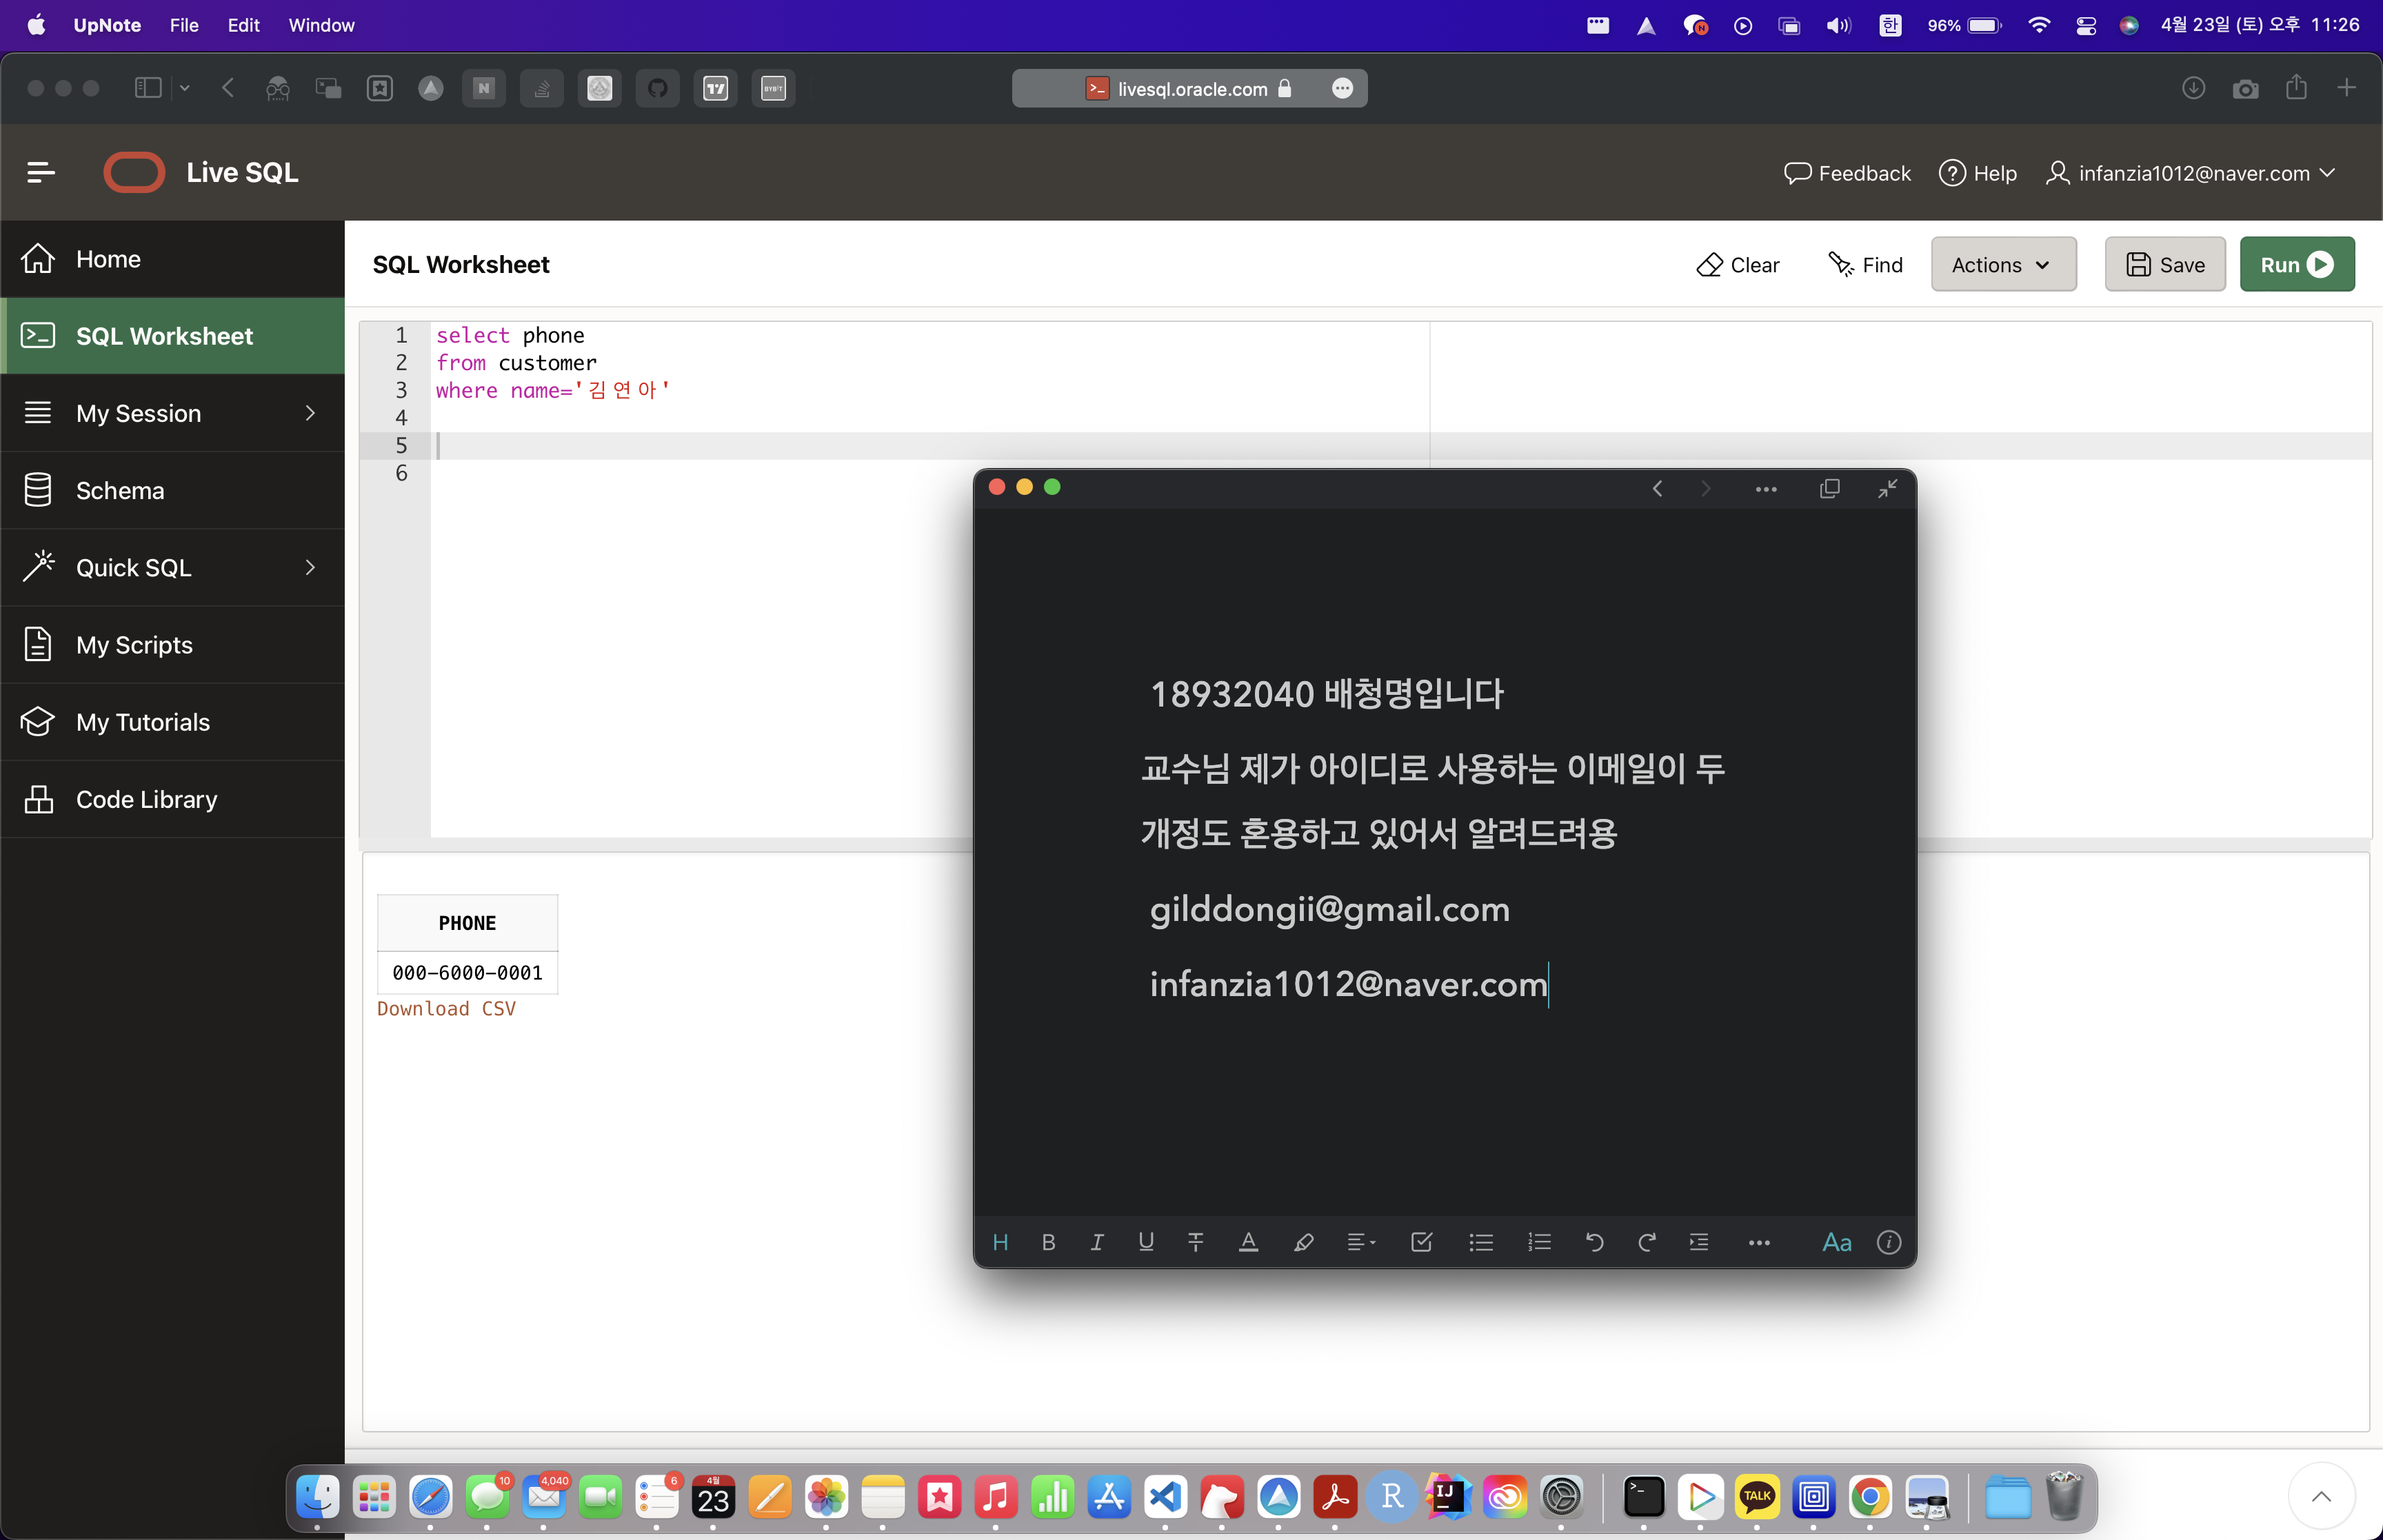 UpNote File Edit Window
한 96% 4월 23일 (토) 오후 11:26
N
BYBIT
livesql.oracle.com
Live SQL
Feedback Help infanzia1012@naver.com
Home
SQL Worksheet
My Session
Schema
Quick SQL
My Scripts
My Tutorials
Code Library
SQL Worksheet
Clear Find Actions Save Run
1 select phone
2 from customer
3 where name='김연아'
4
5
6
PHONE
000-6000-0001
Download CSV
18932040 배청명입니다
교수님 제가 아이디로 사용하는 이메일이 두
개정도 혼용하고 있어서 알려드려용
gilddongii@gmail.com
infanzia1012@naver.com
H B I U T A Aa i
10 4,040 6 4월 23 R IJ TALK